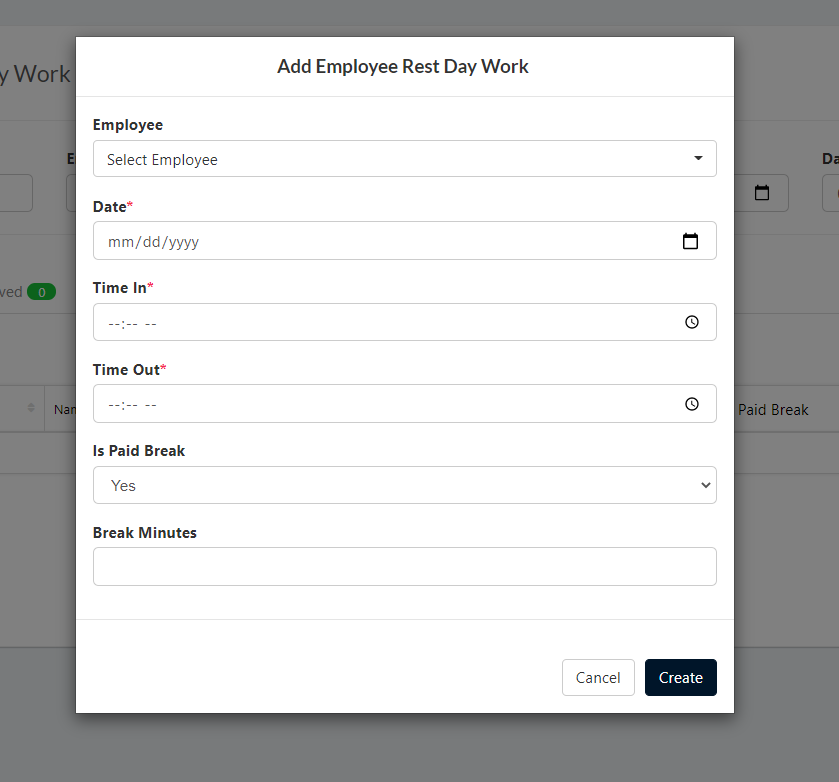 Add Employee Rest Day Work
y Work
Employee
Select Employee
Date*
mm/dd/yyyy
Time In*
--:-- --
ved 0
Time Out*
--:-- --
Nam
Paid Break
Is Paid Break
Yes
Break Minutes
Cancel
Create